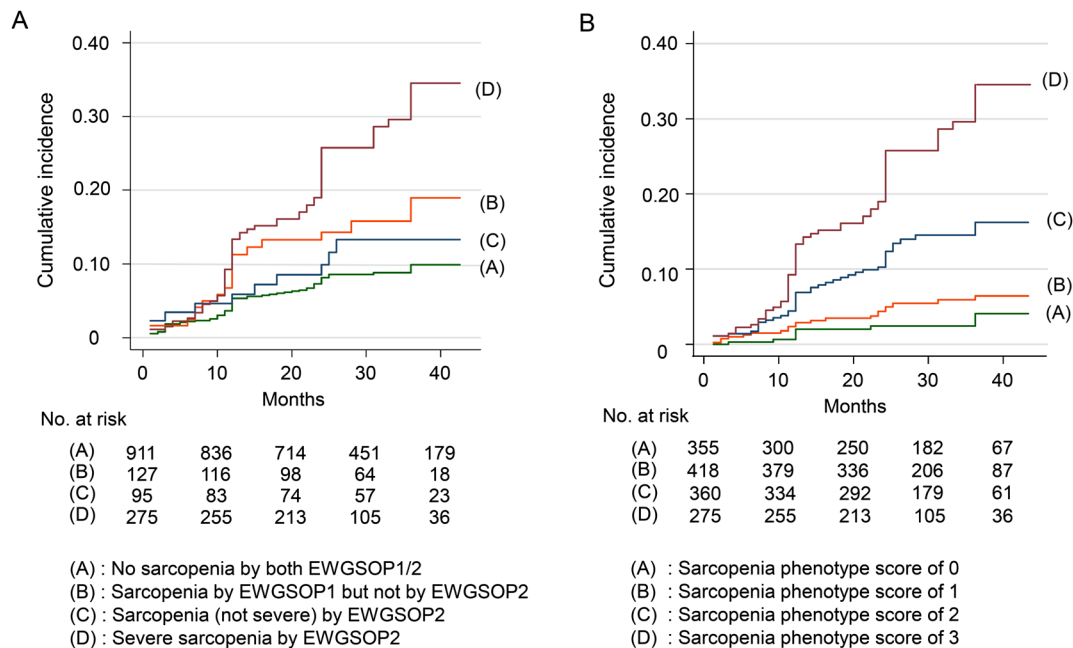 A
0.40
0.30
0.20
0.10
0
Cumulative incidence
(D)
(B)
(C)
(A)
0 10 20 30 40
Months
No. at risk
(A) 911 836 714 451 179
(B) 127 116 98 64 18
(C) 95 83 74 57 23
(D) 275 255 213 105 36
(A) : No sarcopenia by both EWGSOP1/2
(B) : Sarcopenia by EWGSOP1 but not by EWGSOP2
(C) : Sarcopenia (not severe) by EWGSOP2
(D) : Severe sarcopenia by EWGSOP2
B
0.40
0.30
0.20
0.10
0
Cumulative incidence
(D)
(C)
(B)
(A)
0 10 20 30 40
Months
No. at risk
(A) 355 300 250 182 67
(B) 418 379 336 206 87
(C) 360 334 292 179 61
(D) 275 255 213 105 36
(A) : Sarcopenia phenotype score of 0
(B) : Sarcopenia phenotype score of 1
(C) : Sarcopenia phenotype score of 2
(D) : Sarcopenia phenotype score of 3